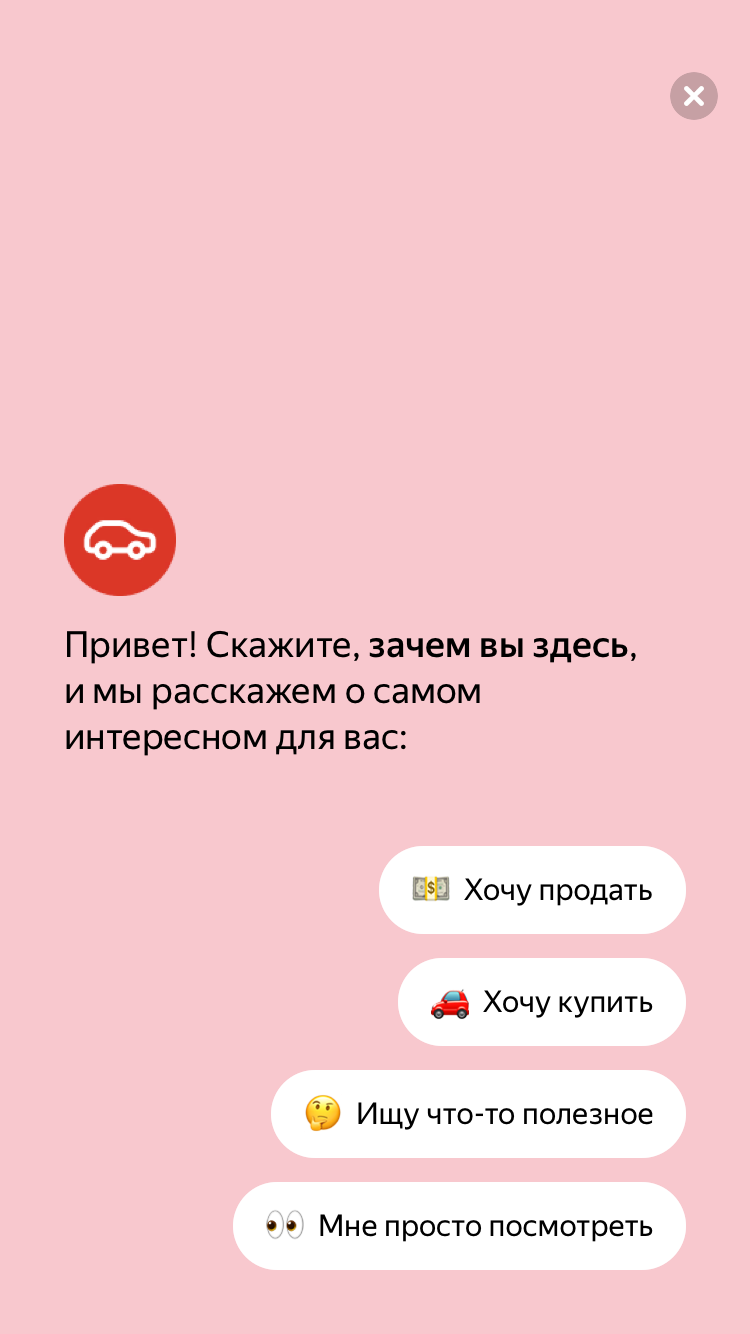 Привет! Скажите, зачем вы здесь,
и мы расскажем о самом
интересном для вас:
Хочу продать
Хочу купить
Ищу что-то полезное
Мне просто посмотреть